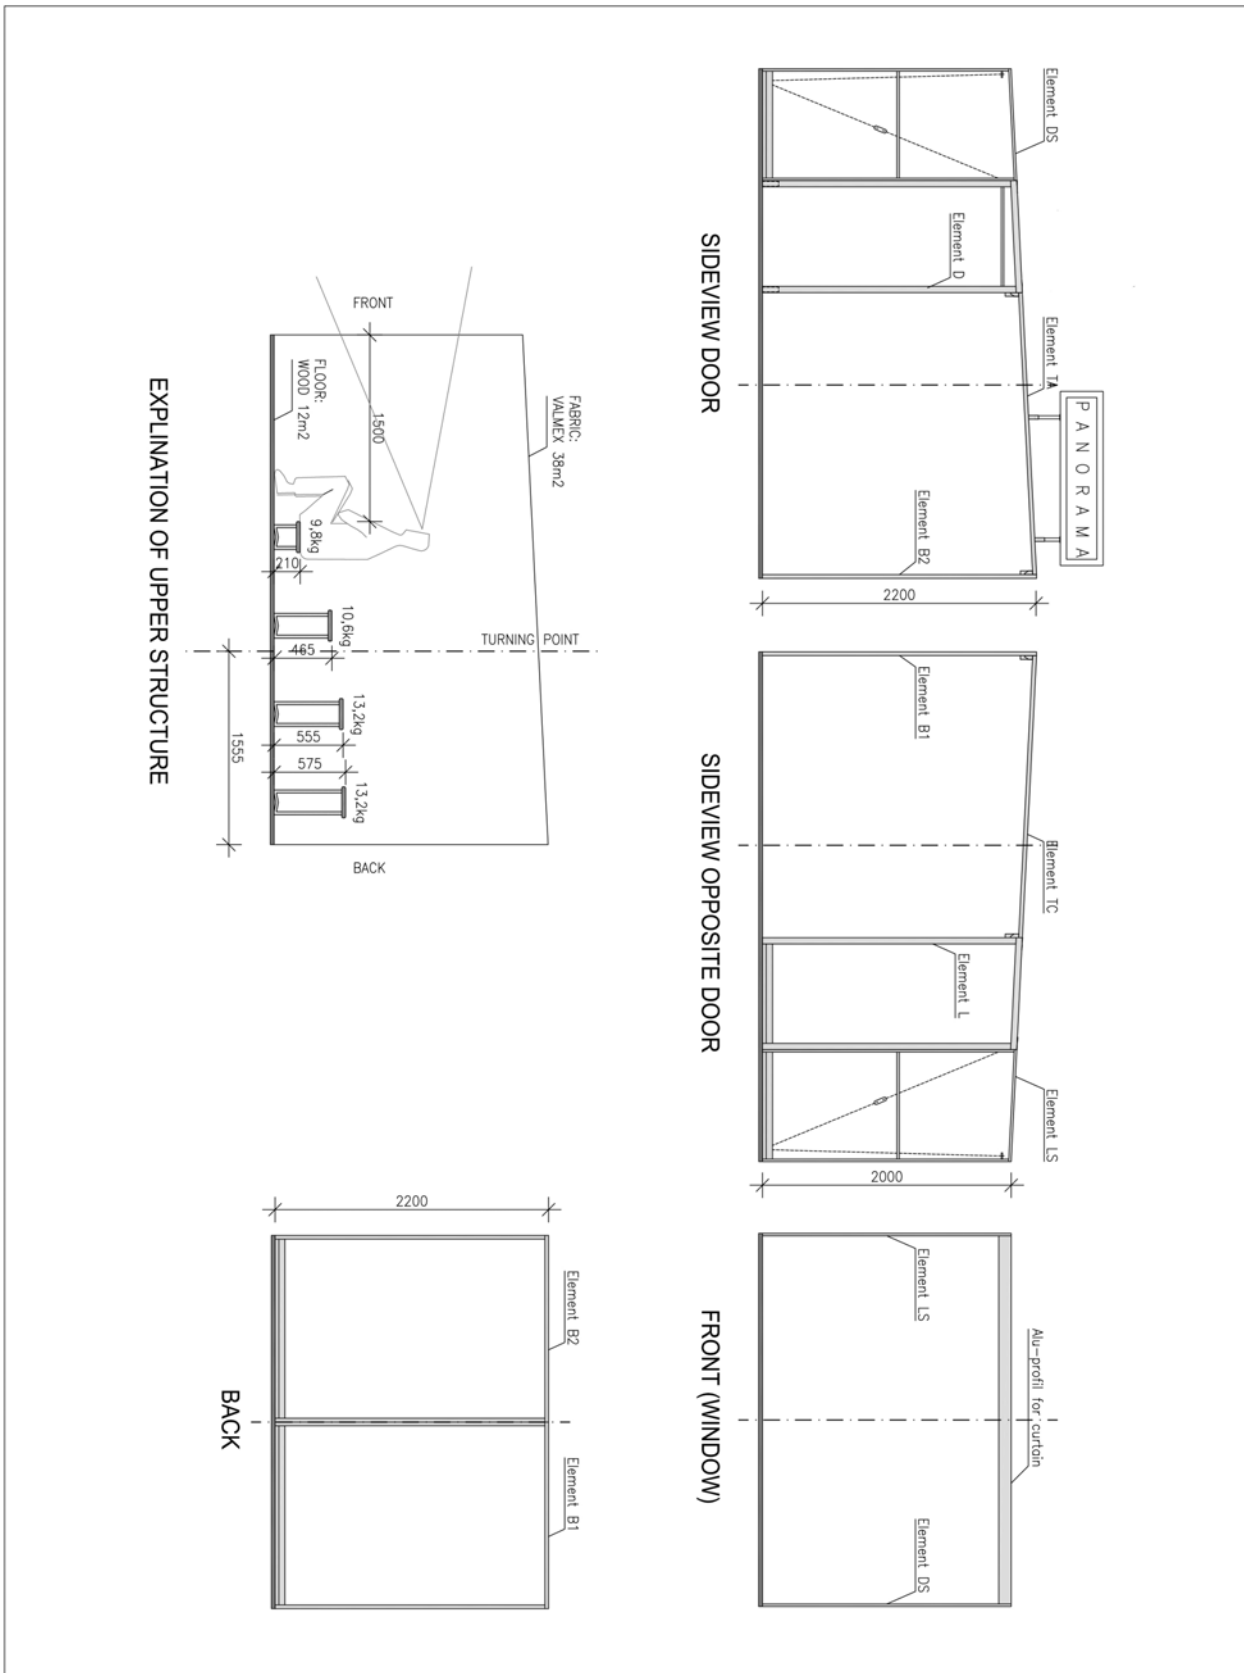 Element DS
Element D
Element TA
PANORAMA
Element B2
2200
SIDEVIEW DOOR
Element B1
Element TC
Element L
Element LS
2000
SIDEVIEW OPPOSITE DOOR
Element LS
Alu-profil for curtain
Element DS
FRONT (WINDOW)
FRONT
FABRIC:
VALMEX 38m2
FLOOR:
WOOD 12m2
1500
9,8kg
210
10,6kg
465
TURNING POINT
13,2kg
555
575
13,2kg
1555
BACK
EXPLINATION OF UPPER STRUCTURE
2200
Element B2
Element B1
BACK